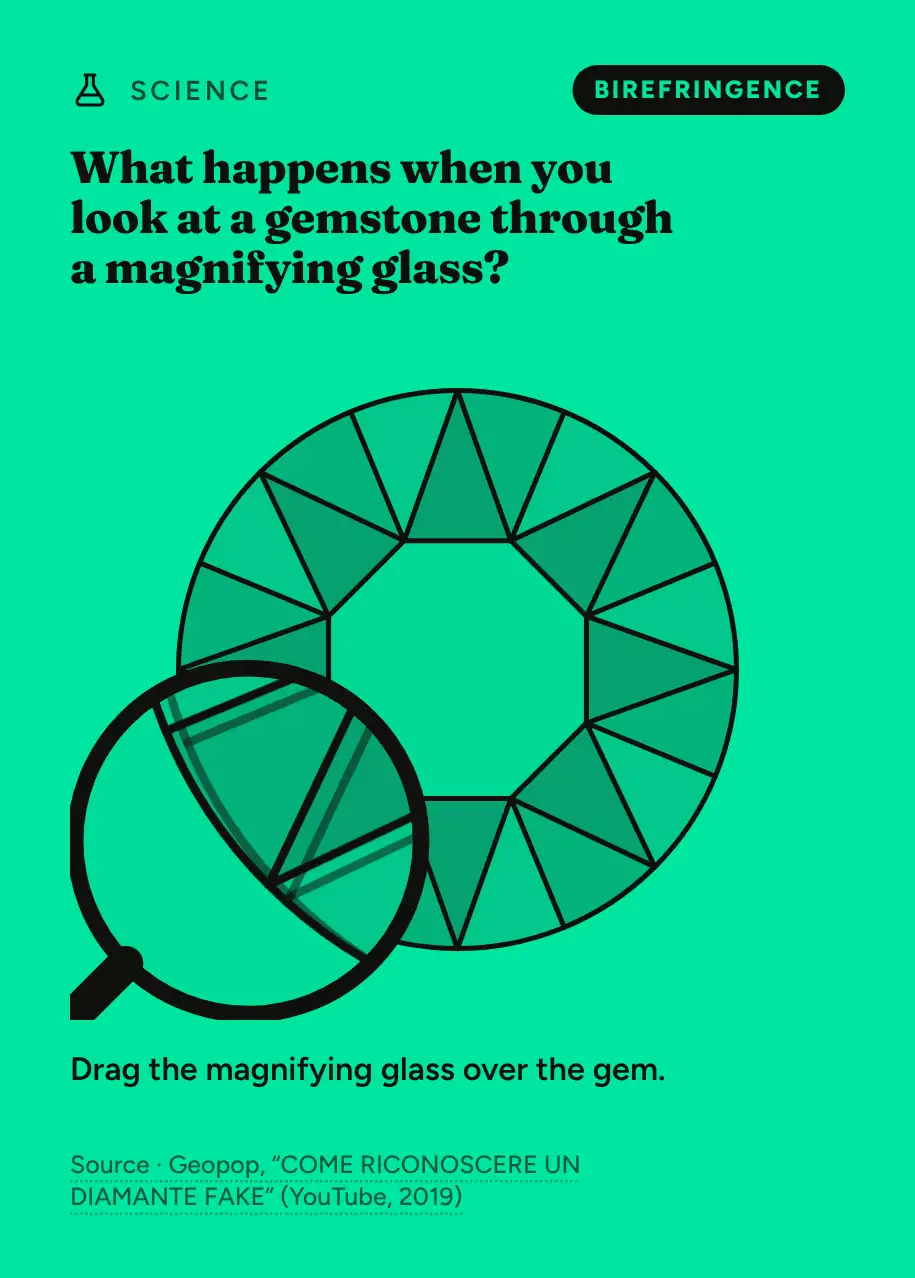 SCIENCE
BIREFRINGENCE
What happens when you
look at a gemstone through
a magnifying glass?
Drag the magnifying glass over the gem.
Source · Geopop, “COME RICONOSCERE UN
DIAMANTE FAKE” (YouTube, 2019)